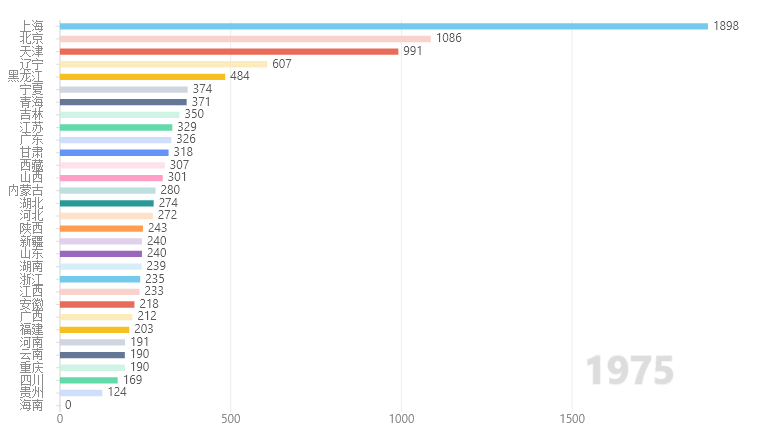 上海 1898
北京 1086
天津 991
辽宁 607
黑龙江 484
宁夏 374
青海 371
吉林 350
江苏 329
广东 326
甘肃 318
西藏 307
山西 301
内蒙古 280
湖北 274
河北 272
陕西 243
新疆 240
山东 240
湖南 239
浙江 235
江西 233
安徽 218
广西 212
福建 203
河南 191
云南 190
重庆 190
四川 169
贵州 124
海南 0
1975
0 500 1000 1500